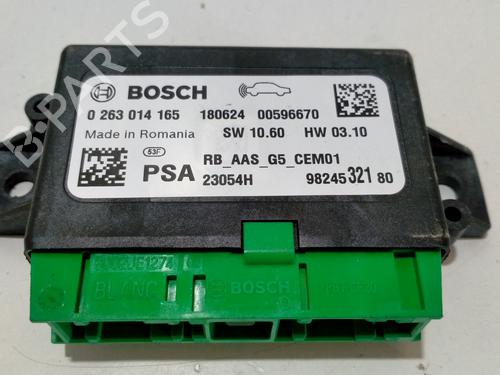 B-PARTS
BOSCH
0 263 014 165 180624 00596670
Made in Romania SW 10.60 HW 03.10
53F RB_AAS_G5_CEM01
PSA 23054H 98245 321 80
BLANC BOSCH